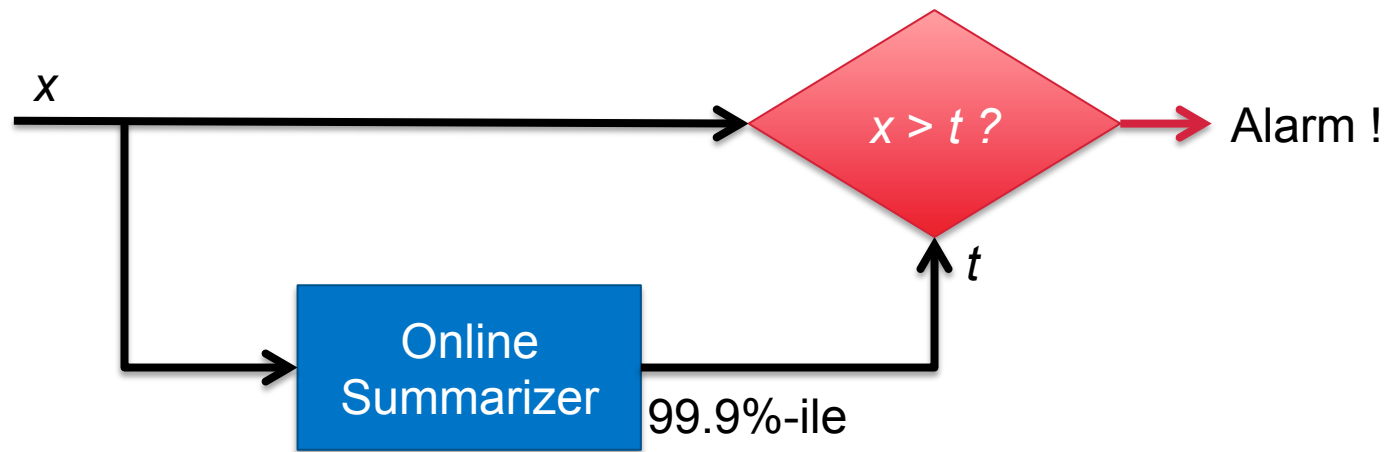 x
x > t ?
Alarm !
t
Online
Summarizer
99.9%-ile